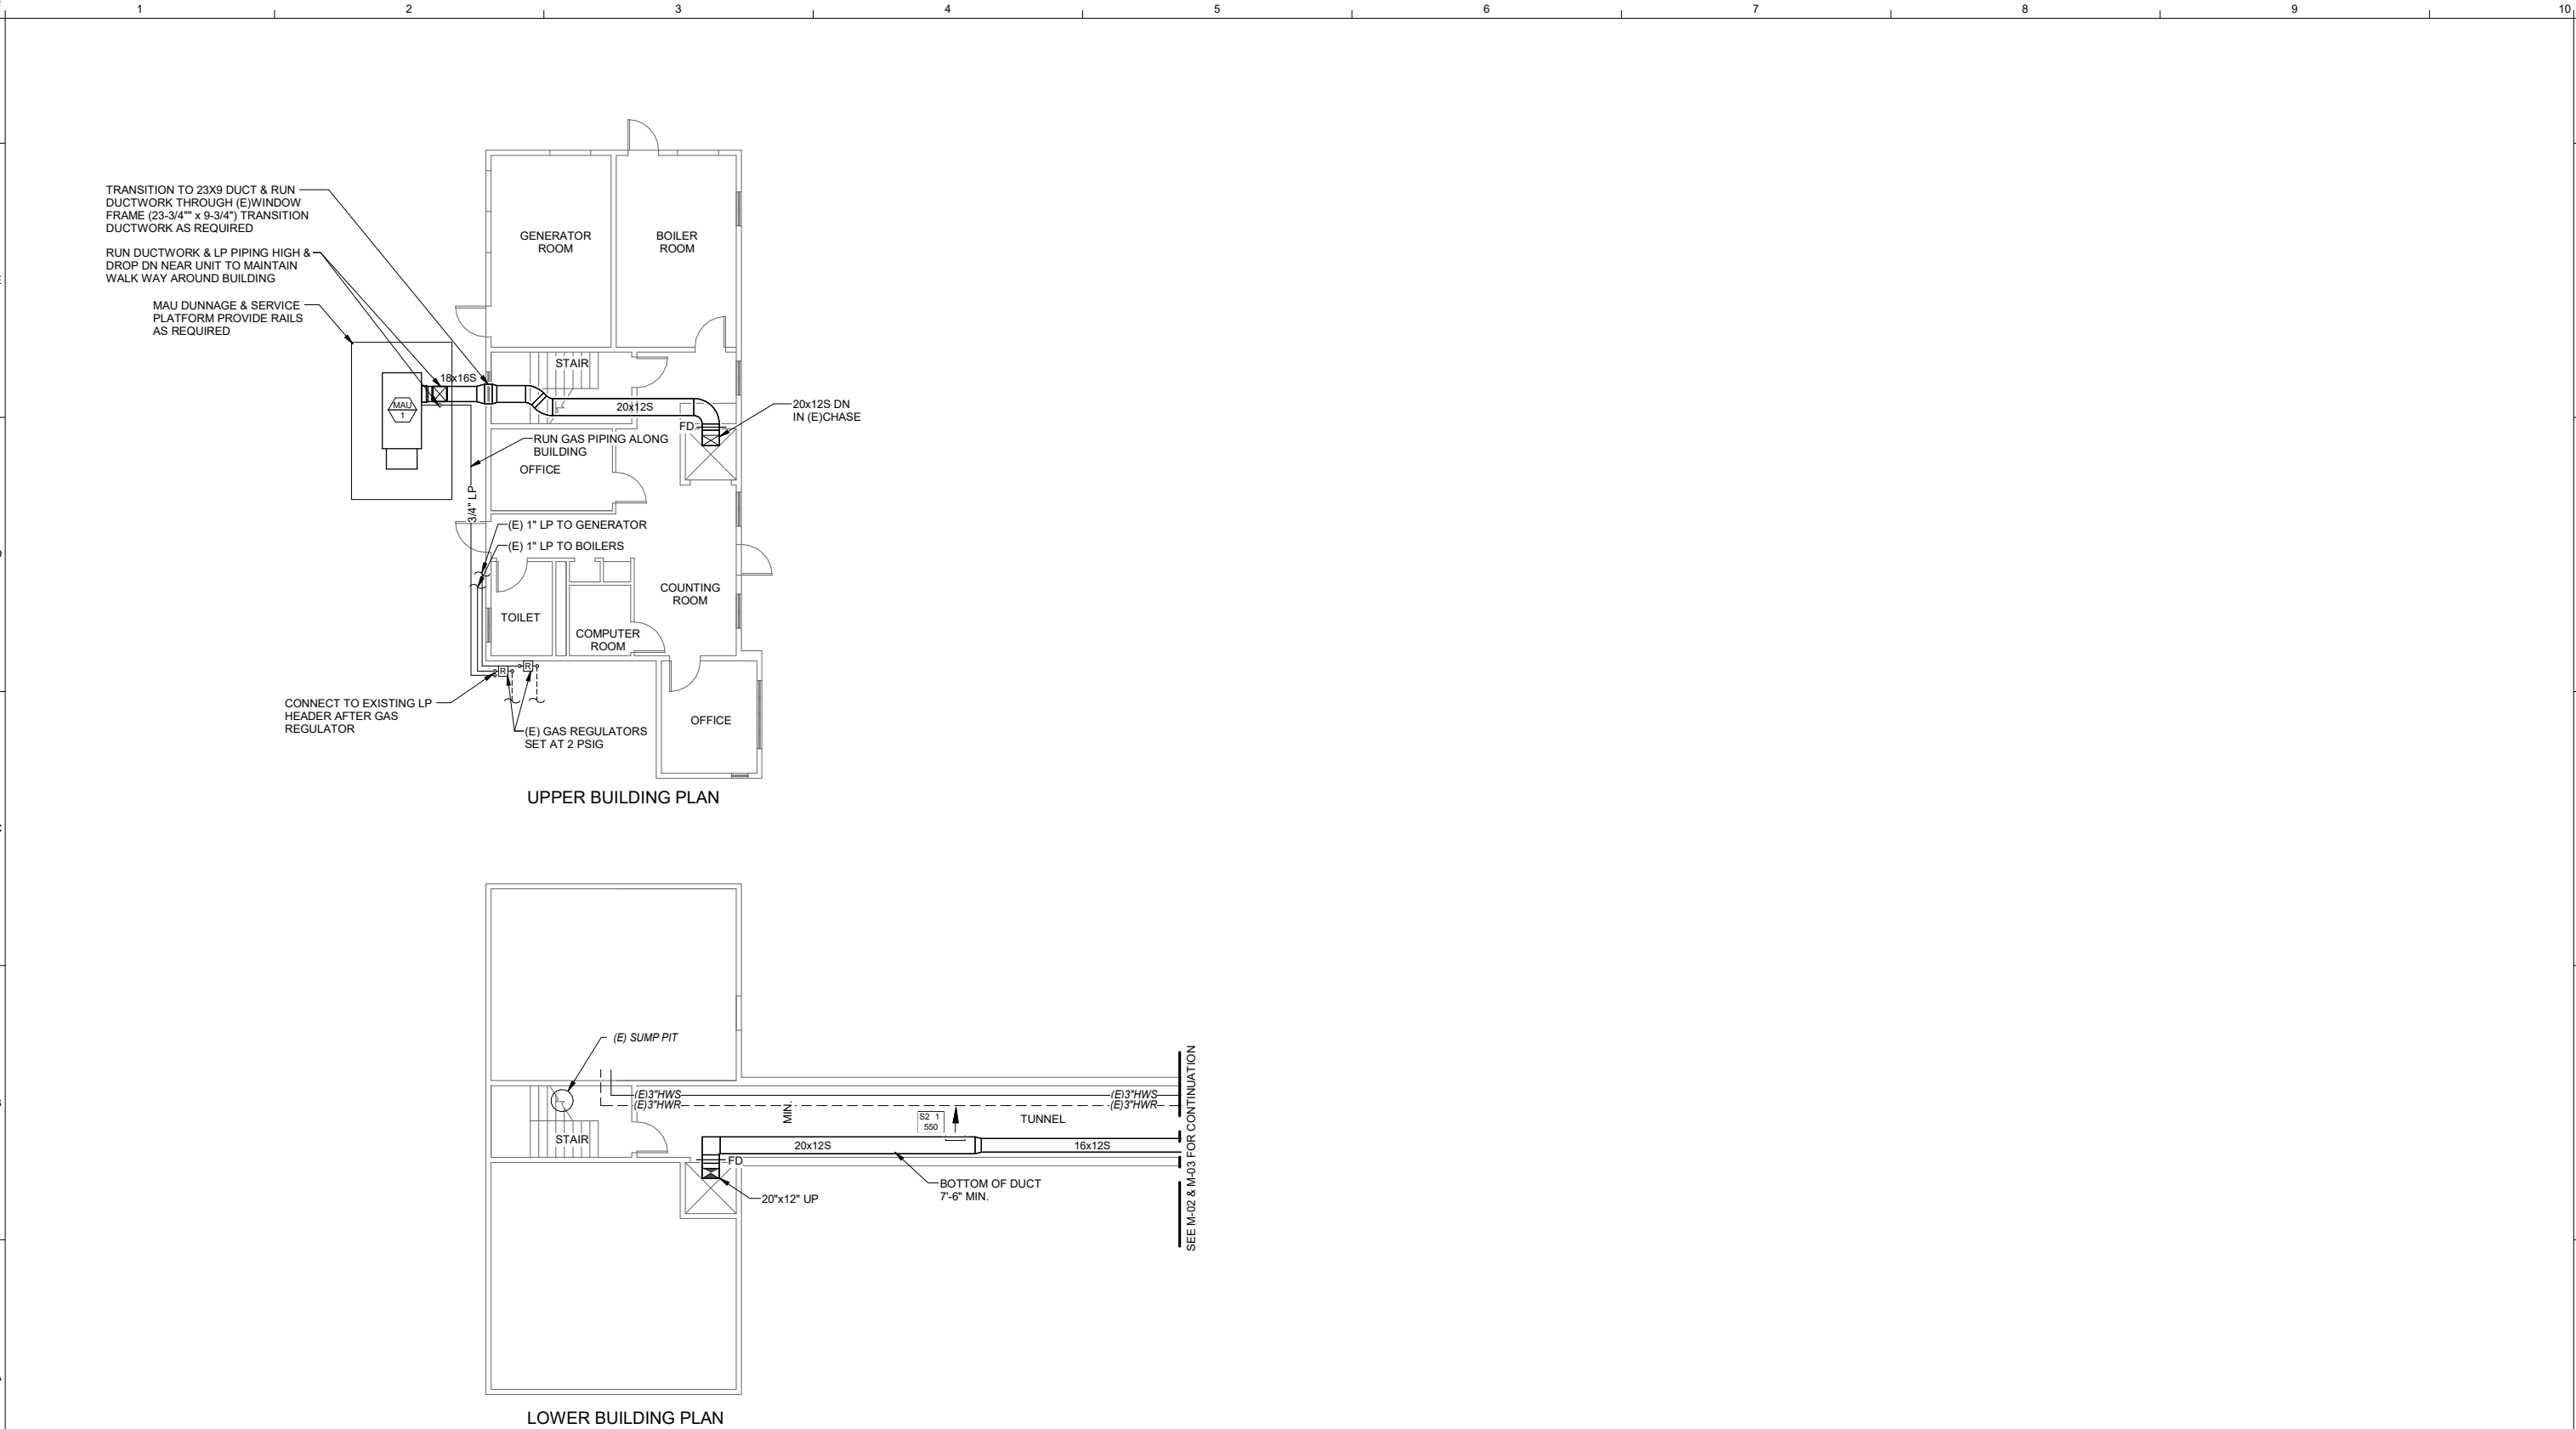 1 2 3 4 5 6 7 8 9 10
TRANSITION TO 23X9 DUCT & RUN
DUCTWORK THROUGH (E)WINDOW
FRAME (23-3/4"" x 9-3/4") TRANSITION
DUCTWORK AS REQUIRED
RUN DUCTWORK & LP PIPING HIGH &
DROP DN NEAR UNIT TO MAINTAIN
WALK WAY AROUND BUILDING
MAU DUNNAGE & SERVICE
PLATFORM PROVIDE RAILS
AS REQUIRED
GENERATOR
ROOM
BOILER
ROOM
STAIR
18x16S
MAU
1
20x12S
20x12S DN
IN (E)CHASE
FD
RUN GAS PIPING ALONG
BUILDING
OFFICE
3/4" LP
(E) 1" LP TO GENERATOR
(E) 1" LP TO BOILERS
COUNTING
ROOM
TOILET
COMPUTER
ROOM
R
R
CONNECT TO EXISTING LP
HEADER AFTER GAS
REGULATOR
(E) GAS REGULATORS
SET AT 2 PSIG
OFFICE
UPPER BUILDING PLAN
(E) SUMP PIT
(E)3"HWS
(E)3"HWR
MIN.
(E)3"HWS
(E)3"HWR
S2 1
550
TUNNEL
STAIR
20x12S
16x12S
FD
20"x12" UP
BOTTOM OF DUCT
7'-6" MIN.
SEE M-02 & M-03 FOR CONTINUATION
LOWER BUILDING PLAN